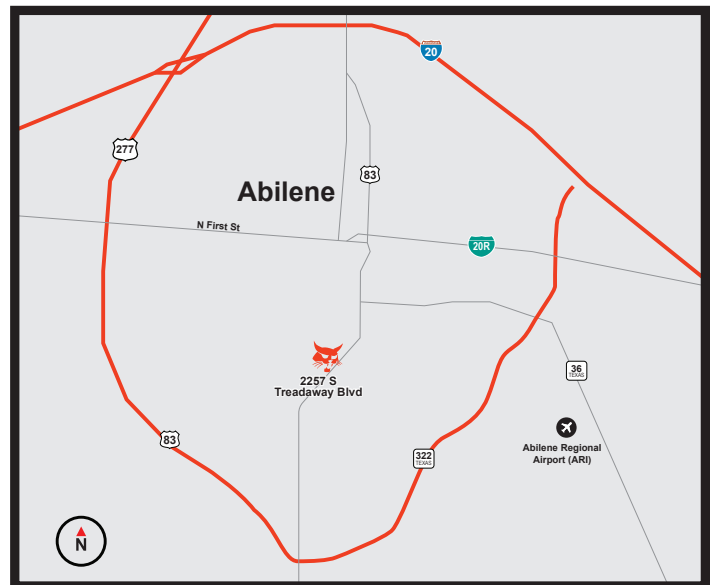 20
277
83
Abilene
N First St
20R
2257 S
Treadaway Blvd
36
TEXAS
83
322
TEXAS
Abilene Regional
Airport (ARI)
N